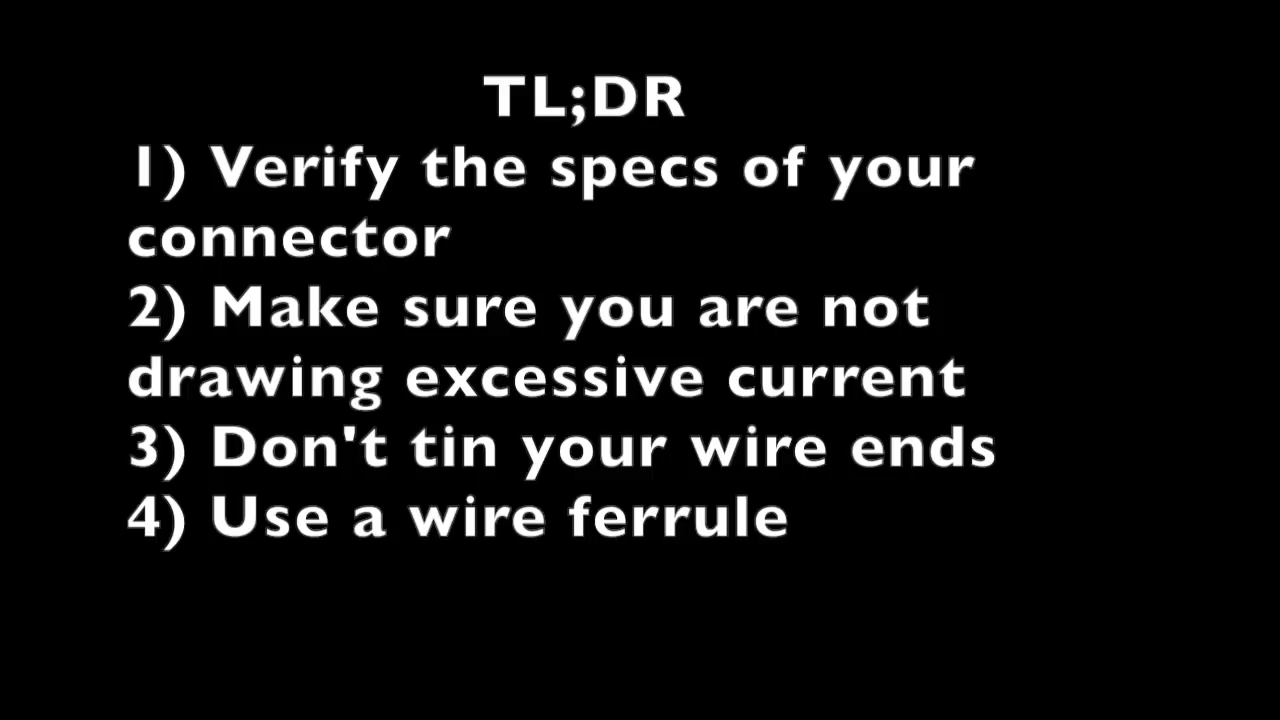 TL;DR
1) Verify the specs of your
connector
2) Make sure you are not
drawing excessive current
3) Don't tin your wire ends
4) Use a wire ferrule